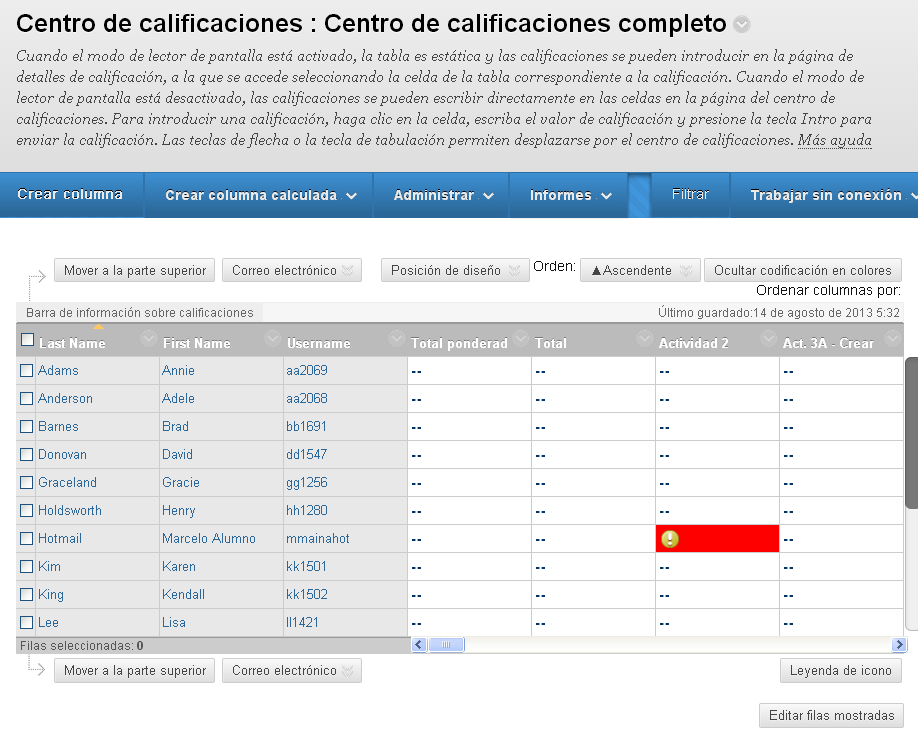 Centro de calificaciones : Centro de calificaciones completo
Cuando el modo de lector de pantalla está activado, la tabla es estática y las calificaciones se pueden introducir en la página de
detalles de calificación, a la que se accede seleccionando la celda de la tabla correspondiente a la calificación. Cuando el modo de
lector de pantalla está desactivado, las calificaciones se pueden escribir directamente en las celdas en la página del centro de
calificaciones. Para introducir una calificación, haga clic en la celda, escriba el valor de calificación y presione la tecla Intro para
enviar la calificación. Las teclas de flecha o la tecla de tabulación permiten desplazarse por el centro de calificaciones. Más ayuda
Crear columna Crear columna calculada Administrar Informes Filtrar Trabajar sin conexión
Mover a la parte superior Correo electrónico Posición de diseño Orden: ▲Ascendente Ocultar codificación en colores
Ordenar columnas por:
Barra de información sobre calificaciones Último guardado:14 de agosto de 2013 5:32
Last Name First Name Username Total ponderad Total Actividad 2 Act. 3A - Crear
Adams Annie aa2069 -- -- -- --
Anderson Adele aa2068 -- -- -- --
Barnes Brad bb1691 -- -- -- --
Donovan David dd1547 -- -- -- --
Graceland Gracie gg1256 -- -- -- --
Holdsworth Henry hh1280 -- -- -- --
Hotmail Marcelo Alumno mmainahot -- -- ! --
Kim Karen kk1501 -- -- -- --
King Kendall kk1502 -- -- -- --
Lee Lisa ll1421 -- -- -- --
Filas seleccionadas: 0
Mover a la parte superior Correo electrónico Leyenda de icono
Editar filas mostradas